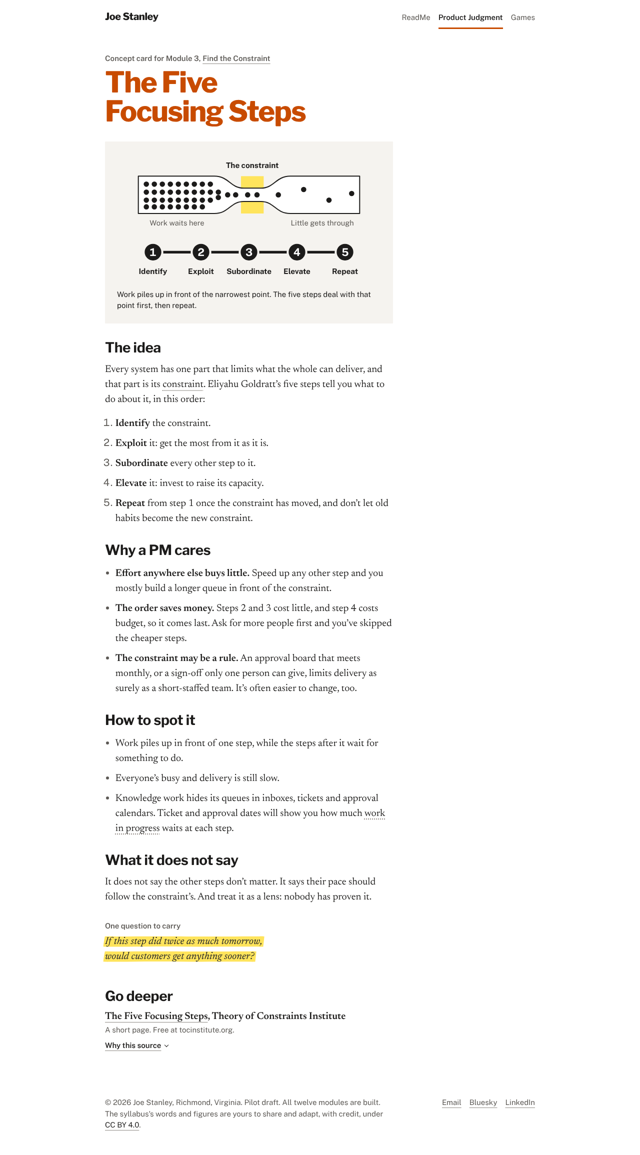 Joe Stanley
ReadMe Product Judgment Games
Concept card for Module 3, Find the Constraint
The Five
Focusing Steps
The constraint
Work waits here
Little gets through
1 2 3 4 5
Identify Exploit Subordinate Elevate Repeat
Work piles up in front of the narrowest point. The five steps deal with that
point first, then repeat.
The idea
Every system has one part that limits what the whole can deliver, and
that part is its constraint. Eliyahu Goldratt’s five steps tell you what to
do about it, in this order:
1. Identify the constraint.
2. Exploit it: get the most from it as it is.
3. Subordinate every other step to it.
4. Elevate it: invest to raise its capacity.
5. Repeat from step 1 once the constraint has moved, and don’t let old
habits become the new constraint.
Why a PM cares
• Effort anywhere else buys little. Speed up any other step and you
mostly build a longer queue in front of the constraint.
• The order saves money. Steps 2 and 3 cost little, and step 4 costs
budget, so it comes last. Ask for more people first and you’ve skipped
the cheaper steps.
• The constraint may be a rule. An approval board that meets
monthly, or a sign-off only one person can give, limits delivery as
surely as a short-staffed team. It’s often easier to change, too.
How to spot it
• Work piles up in front of one step, while the steps after it wait for
something to do.
• Everyone’s busy and delivery is still slow.
• Knowledge work hides its queues in inboxes, tickets and approval
calendars. Ticket and approval dates will show you how much work
in progress waits at each step.
What it does not say
It does not say the other steps don’t matter. It says their pace should
follow the constraint’s. And treat it as a lens: nobody has proven it.
One question to carry
If this step did twice as much tomorrow,
would customers get anything sooner?
Go deeper
The Five Focusing Steps, Theory of Constraints Institute
A short page. Free at tocinstitute.org.
Why this source
© 2026 Joe Stanley, Richmond, Virginia. Pilot draft. All twelve modules are built.
The syllabus’s words and figures are yours to share and adapt, with credit, under
CC BY 4.0.
Email Bluesky LinkedIn